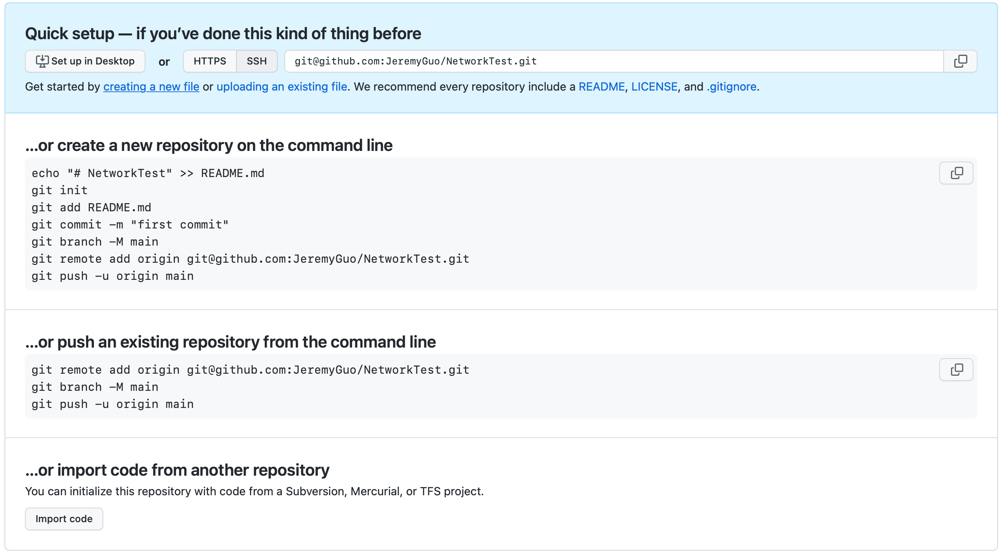 Quick setup — if you’ve done this kind of thing before
Set up in Desktop or HTTPS SSH git@github.com:JeremyGuo/NetworkTest.git
Get started by creating a new file or uploading an existing file. We recommend every repository include a README, LICENSE, and .gitignore.
…or create a new repository on the command line
echo "# NetworkTest" >> README.md
git init
git add README.md
git commit -m "first commit"
git branch -M main
git remote add origin git@github.com:JeremyGuo/NetworkTest.git
git push -u origin main
…or push an existing repository from the command line
git remote add origin git@github.com:JeremyGuo/NetworkTest.git
git branch -M main
git push -u origin main
…or import code from another repository
You can initialize this repository with code from a Subversion, Mercurial, or TFS project.
Import code